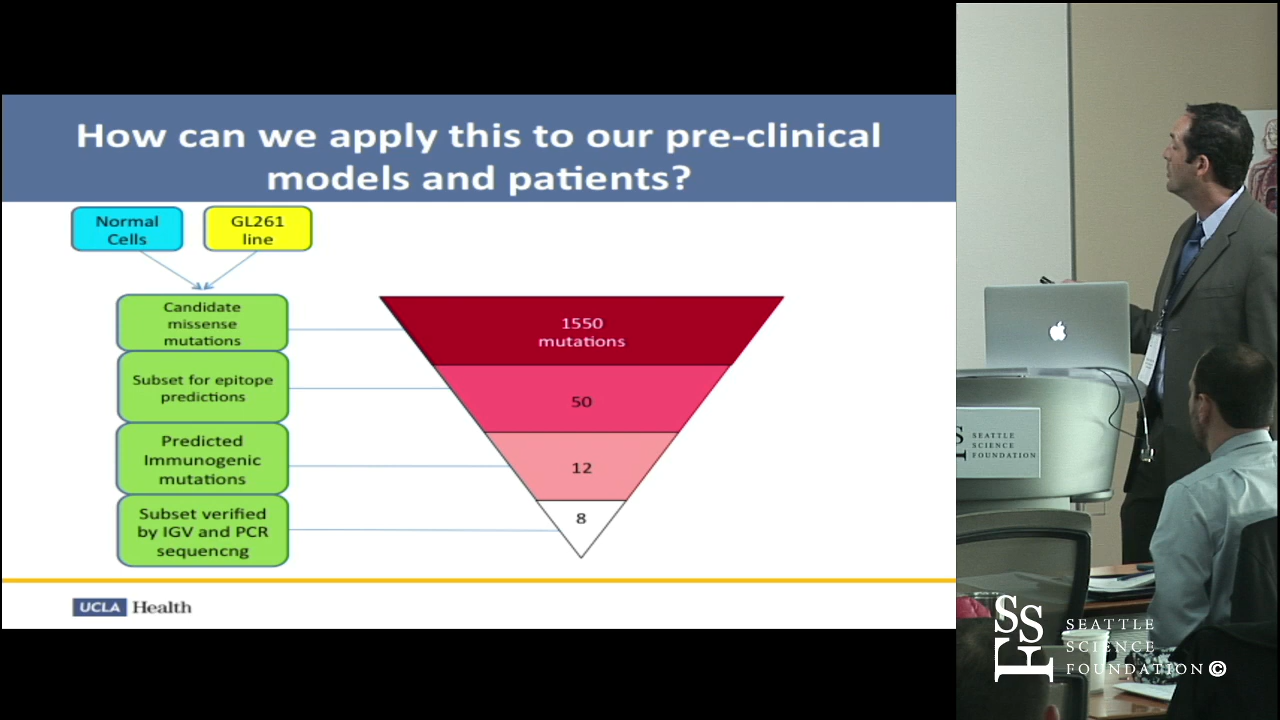 How can we apply this to our pre-clinical
models and patients?
Normal
Cells
GL261
line
Candidate
missense
mutations
1550
mutations
Subset for epitope
predictions
50
Predicted
Immunogenic
mutations
12
Subset verified
by IGV and PCR
sequencng
8
UCLA Health
SEATTLE
SCIENCE
FOUNDATION
SSF
SEATTLE
SCIENCE
FOUNDATION©